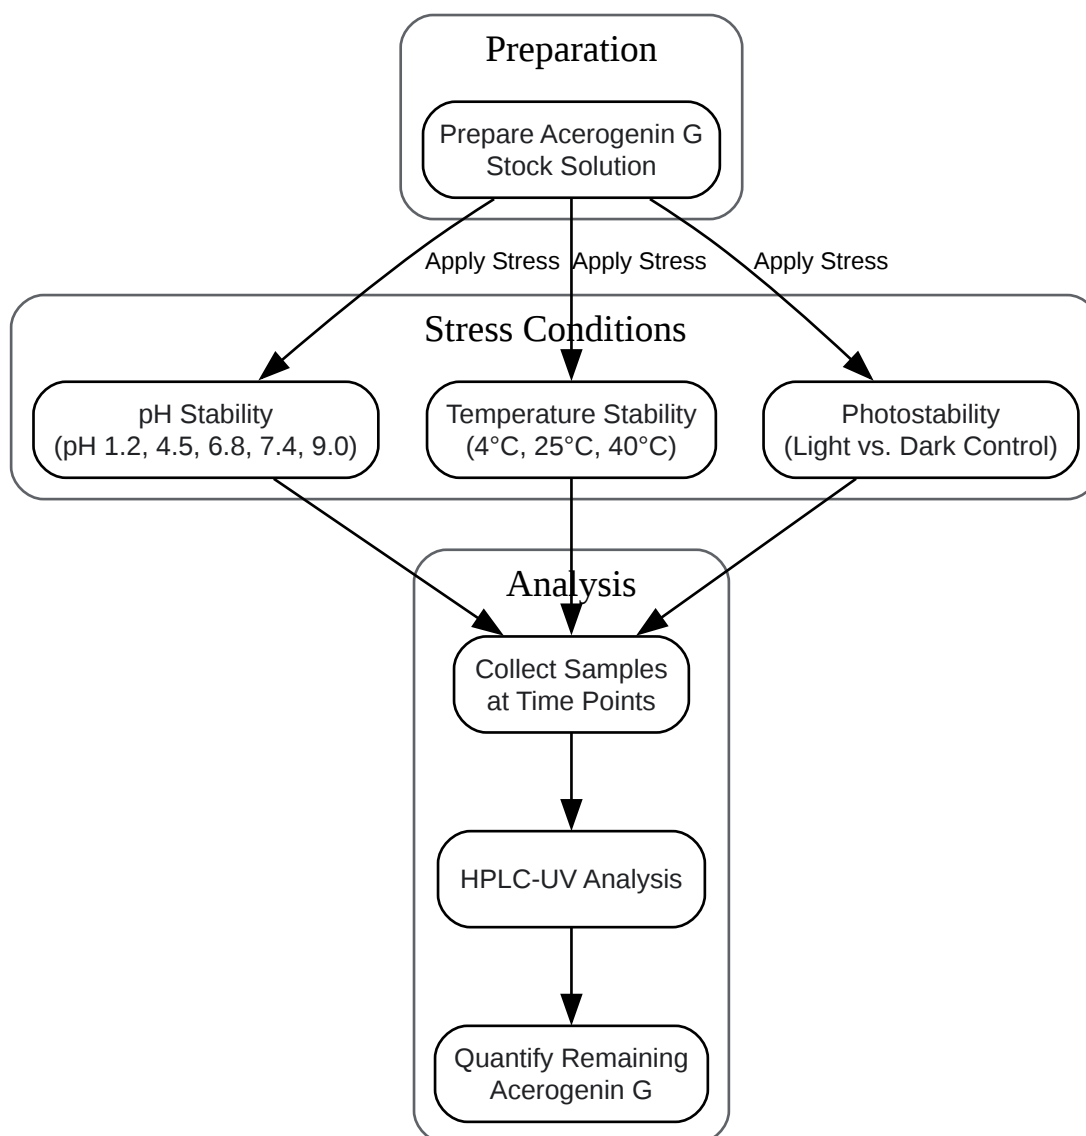 Preparation
Prepare Acerogenin G
Stock Solution
Apply Stress
Apply Stress
Apply Stress
Stress Conditions
pH Stability
(pH 1.2, 4.5, 6.8, 7.4, 9.0)
Temperature Stability
(4°C, 25°C, 40°C)
Photostability
(Light vs. Dark Control)
Analysis
Collect Samples
at Time Points
HPLC-UV Analysis
Quantify Remaining
Acerogenin G